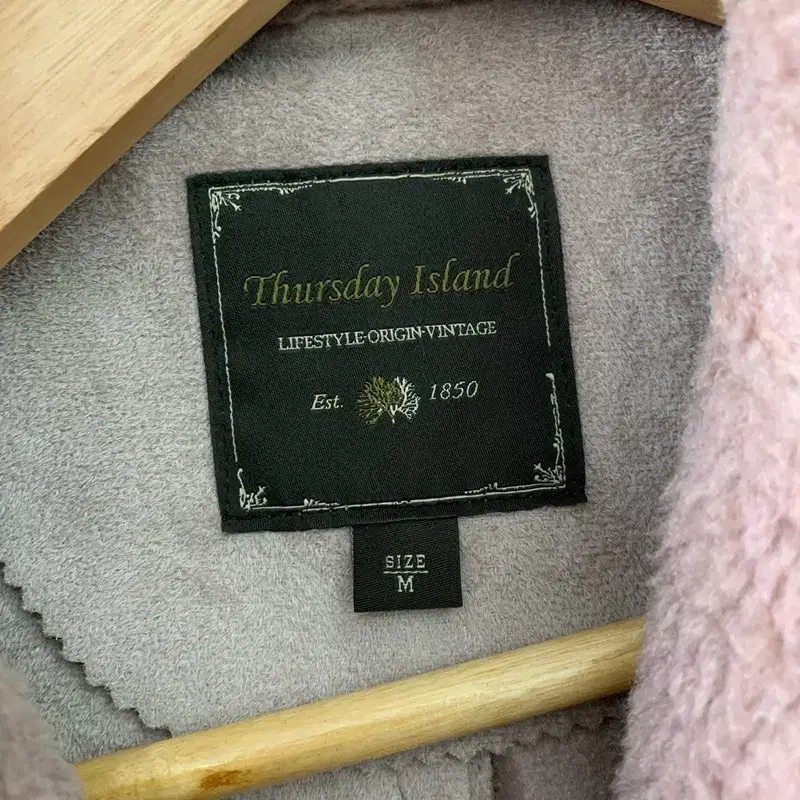 Thursday Island
LIFESTYLE·ORIGIN·VINTAGE
Est. 1850
SIZE
M